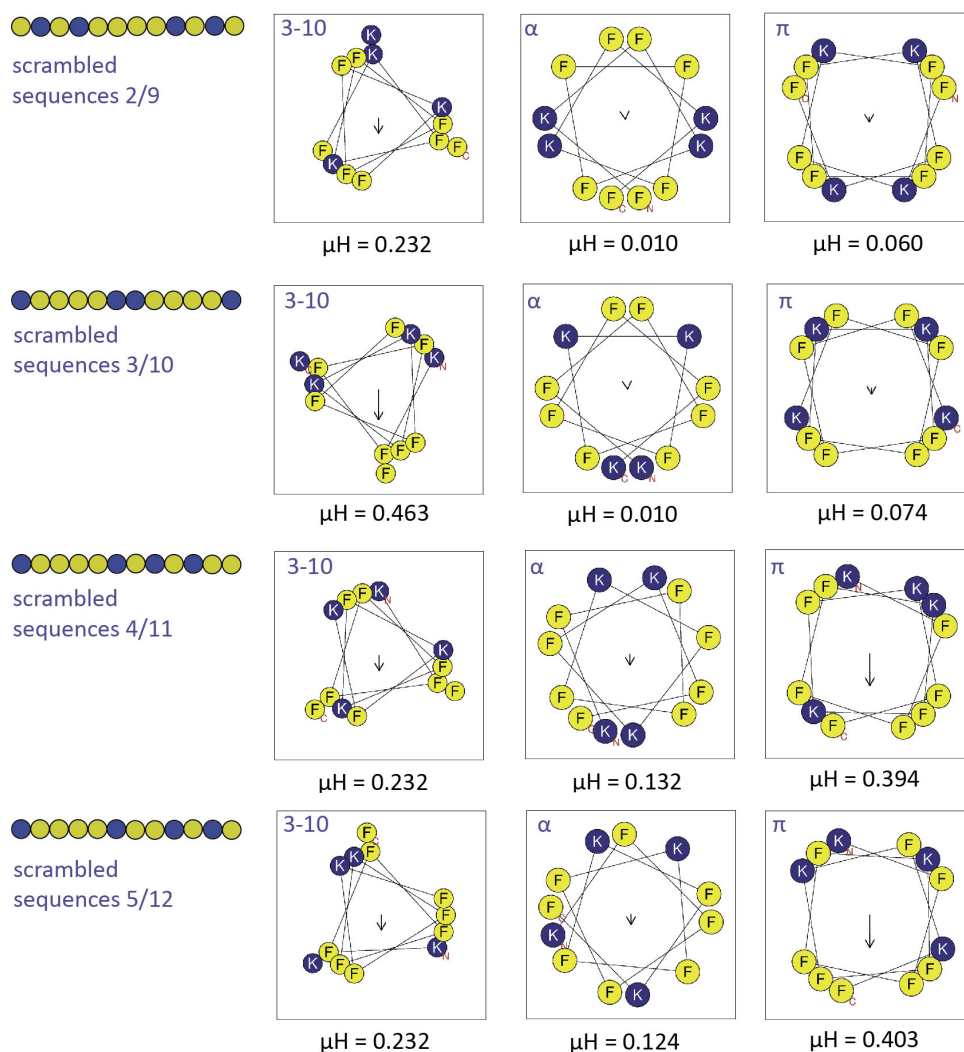 scrambled
sequences 2/9
3-10
K
K
F F
K
F
F F C
F K F F
μH = 0.232
α
F F
F F
K K
K K
F F C F N F
μH = 0.010
π
K K
F F
F C F N
F F
F F
K K
μH = 0.060
scrambled
sequences 3/10
3-10
F K
F K N
K C F
K
F
F F F
F
μH = 0.463
α
F F
K K
F F
F F
F K C K N F
μH = 0.010
π
F F
K K
F F
K K C
F F
F F
μH = 0.074
scrambled
sequences 4/11
3-10
K F F K N
K
F
F F
F C F K F
μH = 0.232
α
K K
F F
F F
F F
F F C F
K N K
μH = 0.132
π
K N
F F K
K
F
F F
K F C F F
μH = 0.394
scrambled
sequences 5/12
3-10
F C
K K F
F
F
F
K F F F K N
μH = 0.232
α
K F K
F F
F C F
K N
F F
F K
μH = 0.124
π
K N F
K F K
F
K
F F
F F C F
μH = 0.403